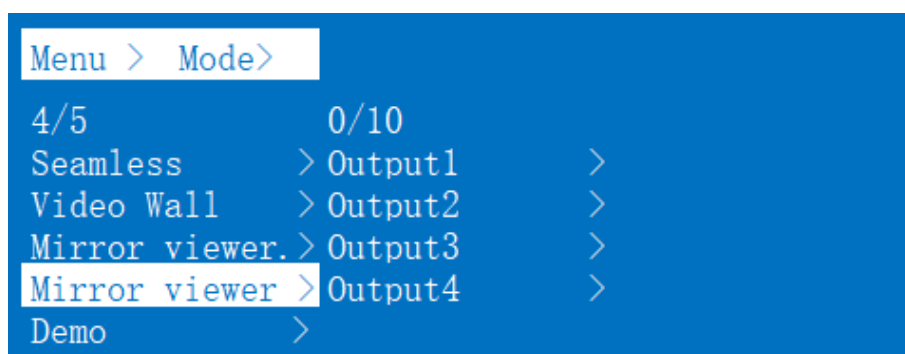 Menu > Mode>
4/5 0/10
Seamless > Output1 >
Video Wall > Output2 >
Mirror viewer. > Output3 >
Mirror viewer > Output4 >
Demo >